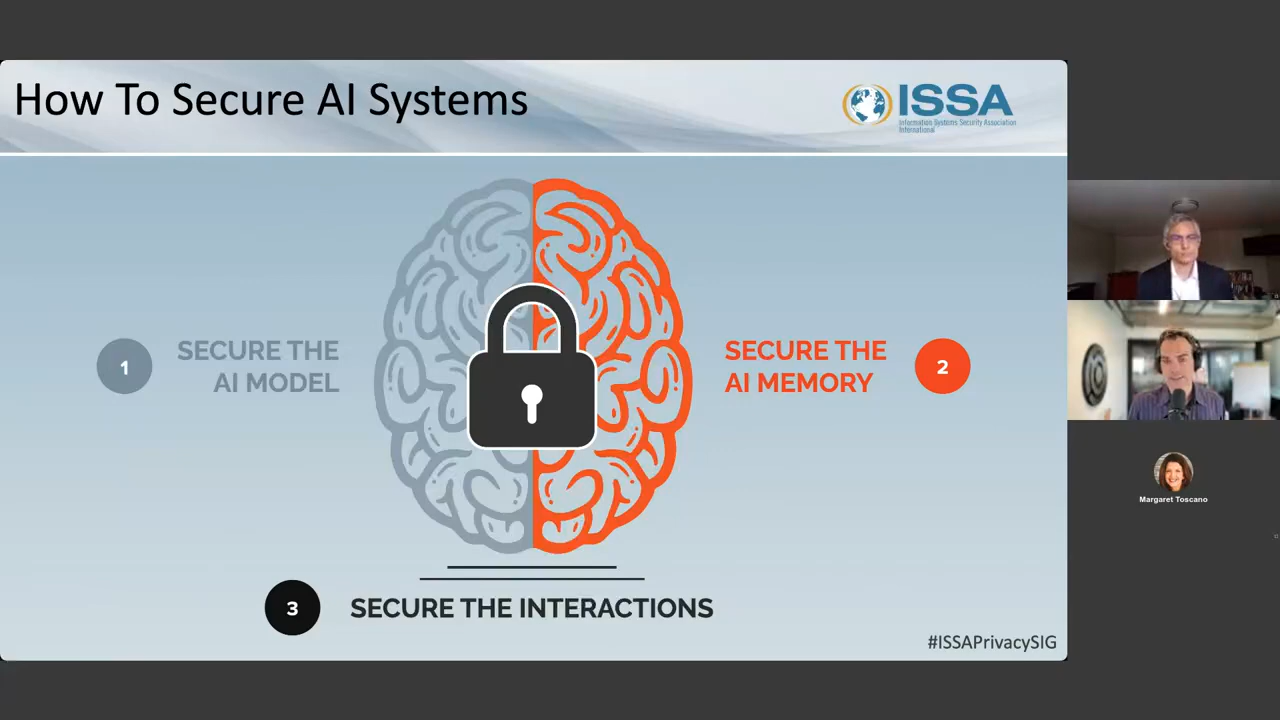 How To Secure AI Systems
ISSA
Information Systems Security Association
International
1
SECURE THE
AI MODEL
SECURE THE
AI MEMORY
2
3
SECURE THE INTERACTIONS
#ISSAPrivacySIG
Margaret Toscano